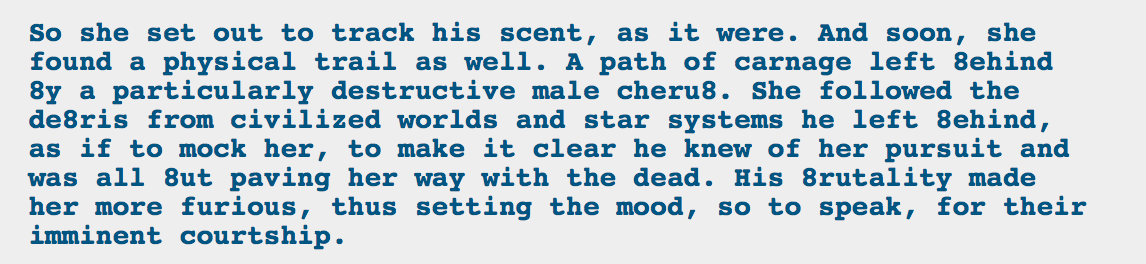 So she set out to track his scent, as it were. And soon, she
found a physical trail as well. A path of carnage left 8ehind
8y a particularly destructive male cheru8. She followed the
de8ris from civilized worlds and star systems he left 8ehind,
as if to mock her, to make it clear he knew of her pursuit and
was all 8ut paving her way with the dead. His 8rutality made
her more furious, thus setting the mood, so to speak, for their
imminent courtship.